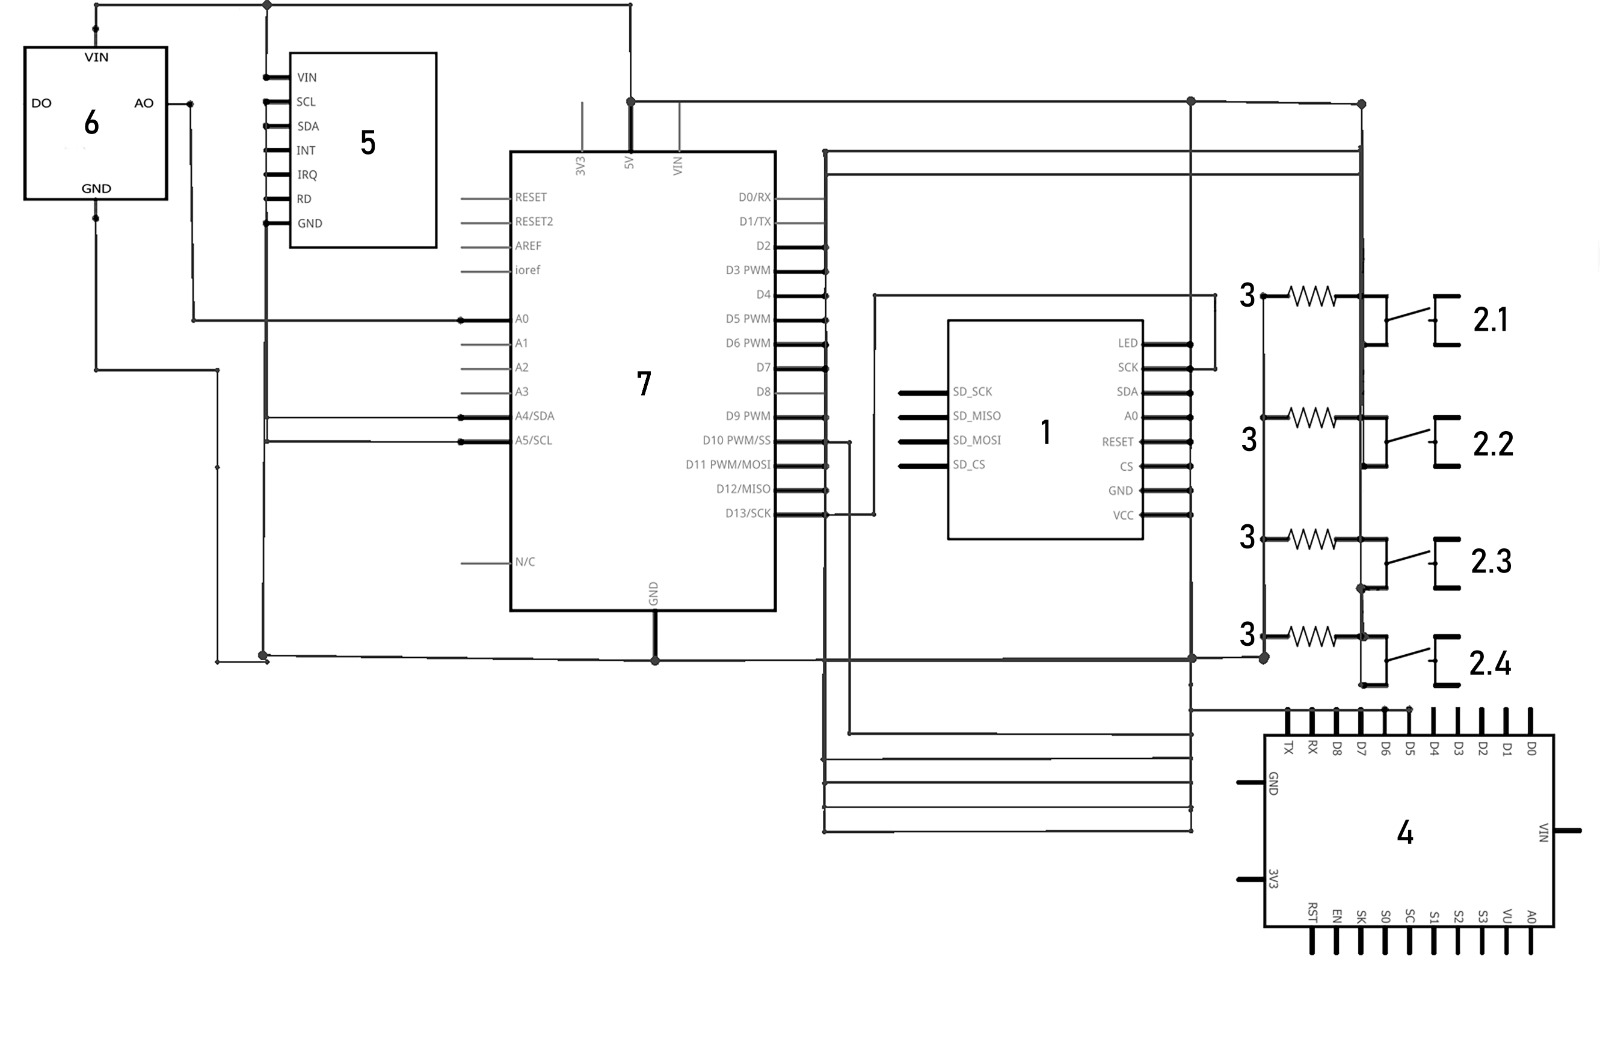 VIN
DO
AO
6
GND
VIN
SCL
SDA
INT
IRQ
RD
GND
5
3V3
5V
VIN
RESET
RESET2
AREF
ioref
A0
A1
A2
A3
A4/SDA
A5/SCL
N/C
7
D0/RX
D1/TX
D2
D3 PWM
D4
D5 PWM
D6 PWM
D7
D8
D9 PWM
D10 PWM/SS
D11 PWM/MOSI
D12/MISO
D13/SCK
GND
SD_SCK
SD_MISO
SD_MOSI
SD_CS
1
LED
SCK
SDA
A0
RESET
CS
GND
VCC
3
2.1
3
2.2
3
2.3
3
2.4
TX
RX
D8
D7
D6
D5
D4
D3
D2
D1
D0
GND
3V3
4
VIN
RST
EN
SK
S0
SC
S1
S2
S3
VU
A0